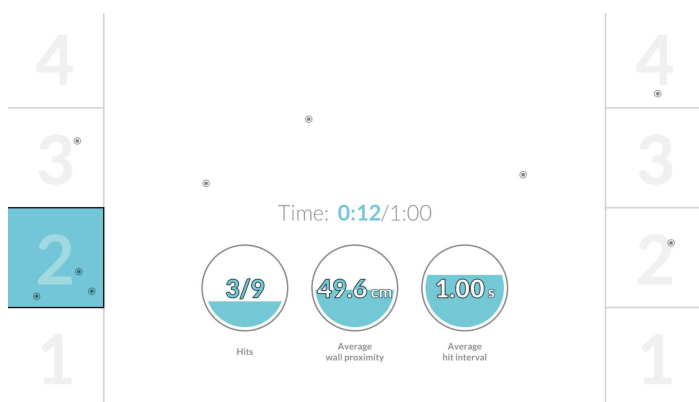 4
4
3
3
Time: 0:12/1:00
2
2
3/9
49.6 cm
1.00 s
Hits
Average
wall proximity
Average
hit interval
1
1